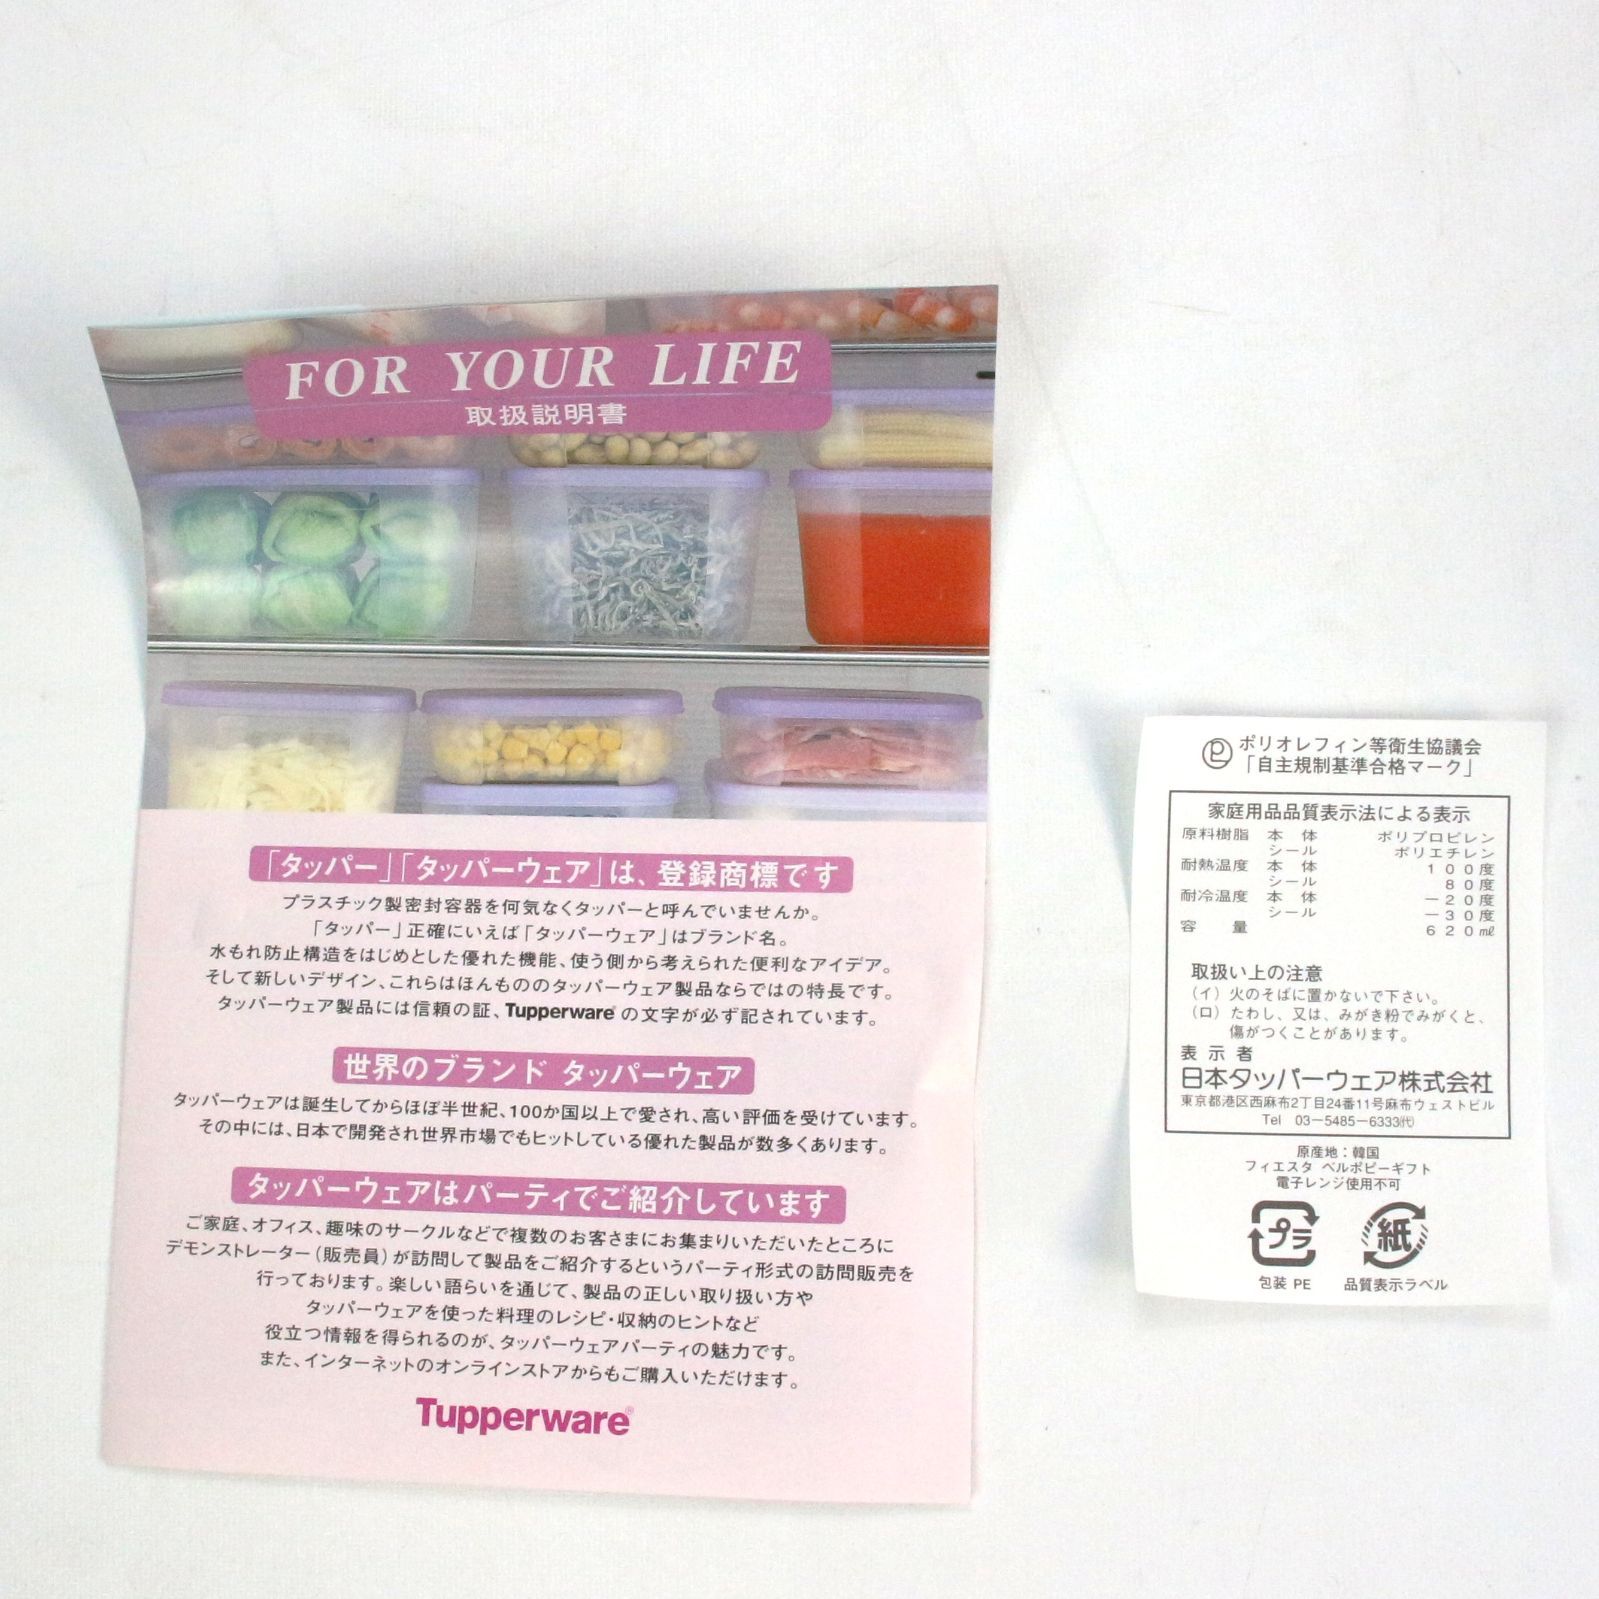 FOR YOUR LIFE
取扱説明書
「タッパー」「タッパーウェア」は、登録商標です
プラスチック製密封容器を何気なくタッパーと呼んでいませんか。
「タッパー」正確にいえば「タッパーウェア」はブランド名。
水もれ防止構造をはじめとした優れた機能、使う側から考えられた便利なアイデア。
そして新しいデザイン、これらはほんもののタッパーウェア製品ならではの特長です。
タッパーウェア製品には信頼の証、Tupperware®の文字が必ず記されています。
世界のブランド タッパーウェア
タッパーウェアは誕生してからほぼ半世紀、100か国以上で愛され、高い評価を受けています。
その中には、日本で開発され世界市場でもヒットしている優れた製品が数多くあります。
タッパーウェアはパーティでご紹介しています
ご家庭、オフィス、趣味のサークルなどで複数のお客さまにお集まりいただいたところに
デモンストレーター(販売員)が訪問して製品をご紹介するというパーティ形式の訪問販売を
行っております。楽しい語らいを通じて、製品の正しい取り扱い方や
タッパーウェアを使った料理のレシピ・収納のヒントなど
役立つ情報を得られるのが、タッパーウェアパーティの魅力です。
また、インターネットのオンラインストアからもご購入いただけます。
Tupperware®
ポリオレフィン等衛生協議会
「自主規制基準合格マーク」
家庭用品品質表示法による表示
原料樹脂 本体 ポリプロピレン
シール ポリエチレン
耐熱温度 本体 100度
シール 80度
耐冷温度 本体 −20度
シール −30度
容量 620㎖
取扱い上の注意
(イ)火のそばに置かないで下さい。
(ロ)たわし、又は、みがき粉でみがくと、
傷がつくことがあります。
表示者
日本タッパーウェア株式会社
東京都港区西麻布2丁目24番11号麻布ウェストビル
Tel 03−5485−6333㈹
原産地：韓国
フィエスタ ベルポピーギフト
電子レンジ使用不可
プラ 紙
包装 PE 品質表示ラベル